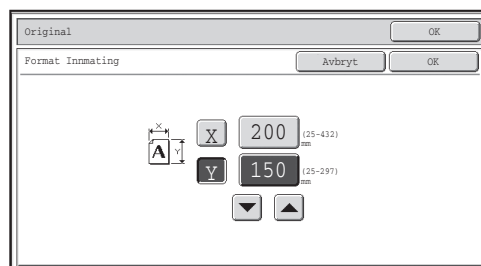 Original OK
Format Innmating Avbryt OK
X
A Y X 200 (25-432)
mm
Y 150 (25-297)
mm